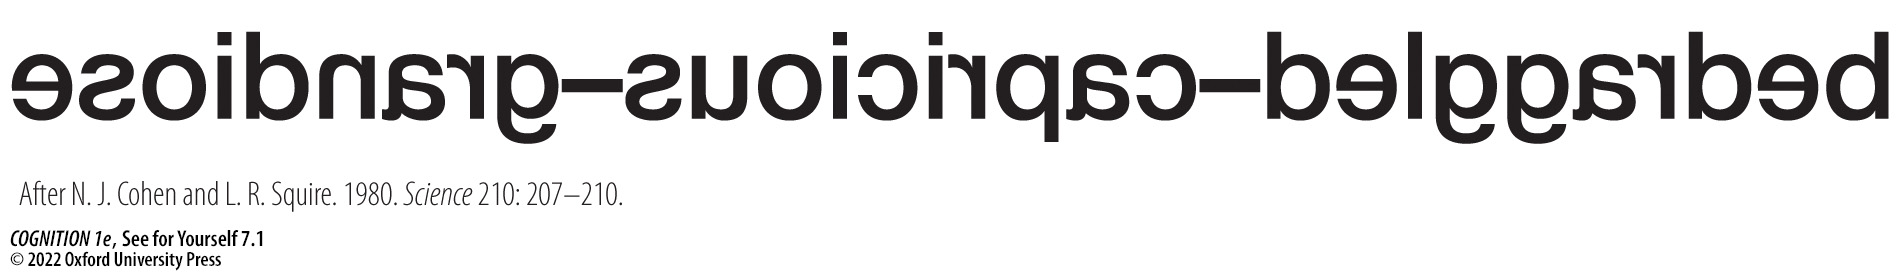 bedraggled–capricious–grandiose
After N. J. Cohen and L. R. Squire. 1980. Science 210: 207–210.
COGNITION 1e, See for Yourself 7.1
© 2022 Oxford University Press